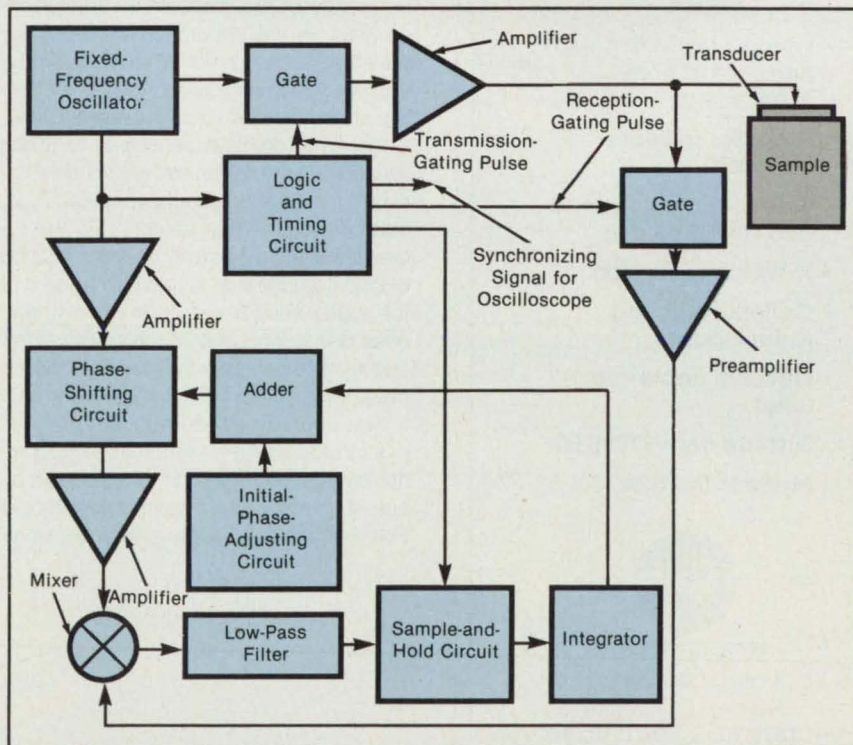 Fixed-
Frequency
Oscillator
Gate
Amplifier
Transducer
Reception-
Gating Pulse
Transmission-
Gating Pulse
Sample
Logic
and
Timing
Circuit
Gate
Synchronizing
Signal for
Oscilloscope
Amplifier
Preamplifier
Phase-
Shifting
Circuit
Adder
Initial-
Phase-
Adjusting
Circuit
Mixer
Amplifier
Low-Pass
Filter
Sample-and-
Hold Circuit
Integrator